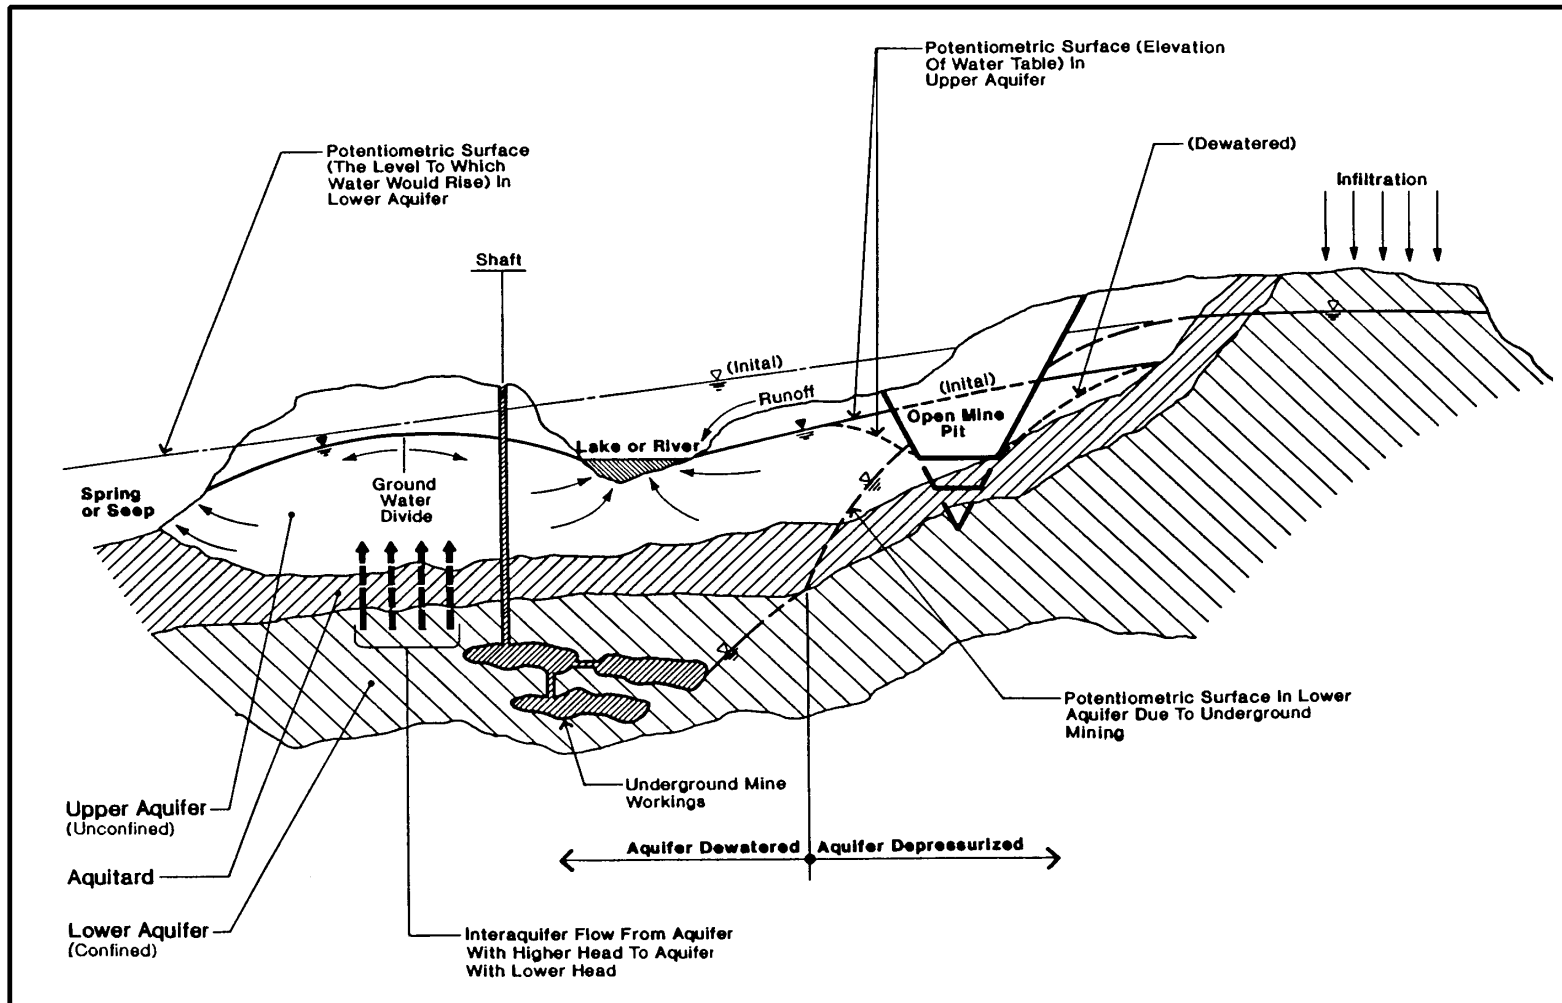 Potentiometric Surface (Elevation
Of Water Table) In
Upper Aquifer
Potentiometric Surface
(The Level To Which
Water Would Rise) In
Lower Aquifer
(Dewatered)
Infiltration
Shaft
(Inital)
(Inital)
Runoff
Open Mine
Pit
Lake or River
Ground
Water
Divide
Spring
or Seep
Potentiometric Surface In Lower
Aquifer Due To Underground
Mining
Underground Mine
Workings
Upper Aquifer
(Unconfined)
Aquifer Dewatered
Aquifer Depressurized
Aquitard
Lower Aquifer
(Confined)
Interaquifer Flow From Aquifer
With Higher Head To Aquifer
With Lower Head